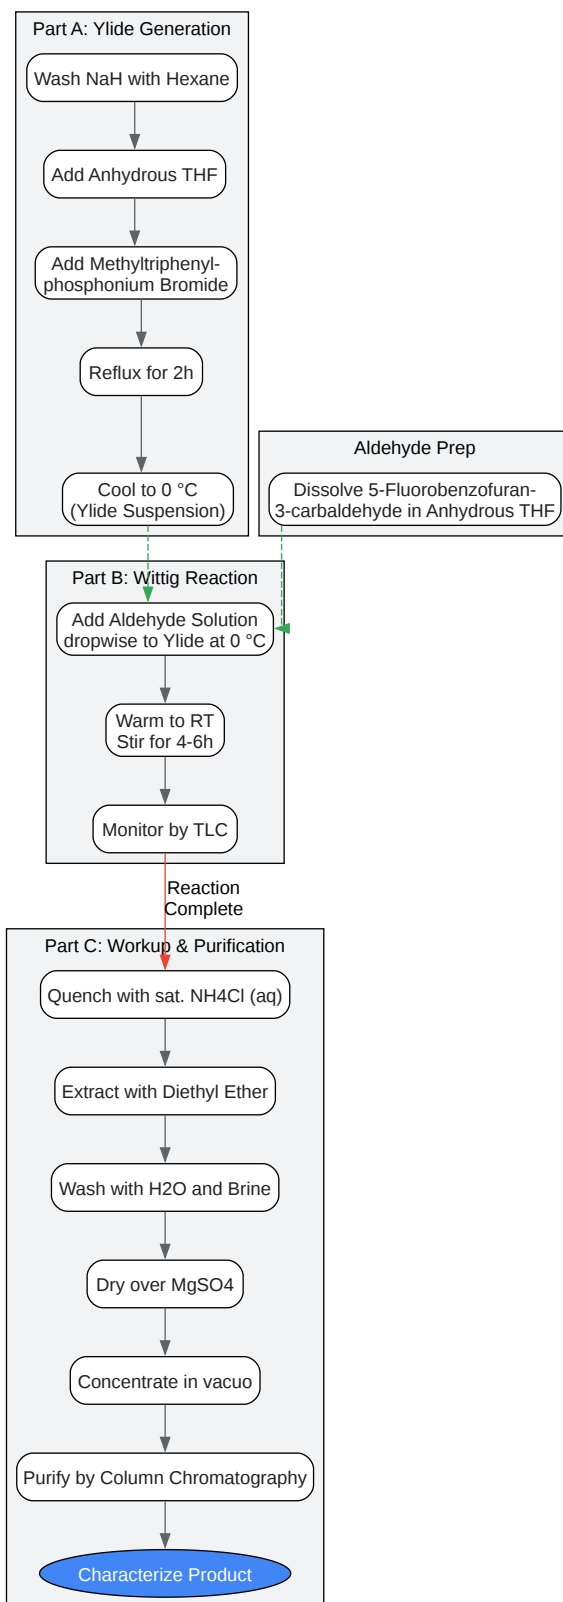 Part A: Ylide Generation
Wash NaH with Hexane
Add Anhydrous THF
Add Methyltriphenyl-
phosphonium Bromide
Reflux for 2h
Cool to 0 °C
(Ylide Suspension)
Aldehyde Prep
Dissolve 5-Fluorobenzofuran-
3-carbaldehyde in Anhydrous THF
Part B: Wittig Reaction
Add Aldehyde Solution
dropwise to Ylide at 0 °C
Warm to RT
Stir for 4-6h
Monitor by TLC
Reaction
Complete
Part C: Workup & Purification
Quench with sat. NH4Cl (aq)
Extract with Diethyl Ether
Wash with H2O and Brine
Dry over MgSO4
Concentrate in vacuo
Purify by Column Chromatography
Characterize Product